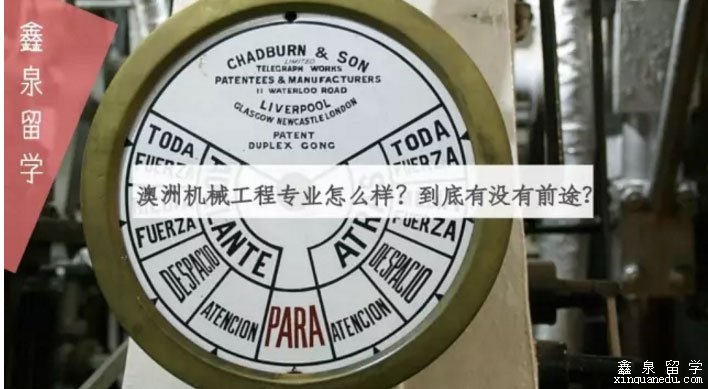 鑫泉留学
CHADBURN & SON
LIMITED
TELEGRAPH WORKS
PATENTEES & MANUFACTURERS
11 WATERLOO ROAD
LIVERPOOL
GLASGOW NEWCASTLE LONDON
PATENT
DUPLEX GONG
TODA
FUERZA
TODA
FUERZA
澳洲机械工程专业怎么样？到底有没有前途？
FUERZA
ANTE
ATR
FUERZA
DESPACIO
DESPACIO
ATENCION
PARA
ATENCION
鑫泉留学
www.xinquanedu.com